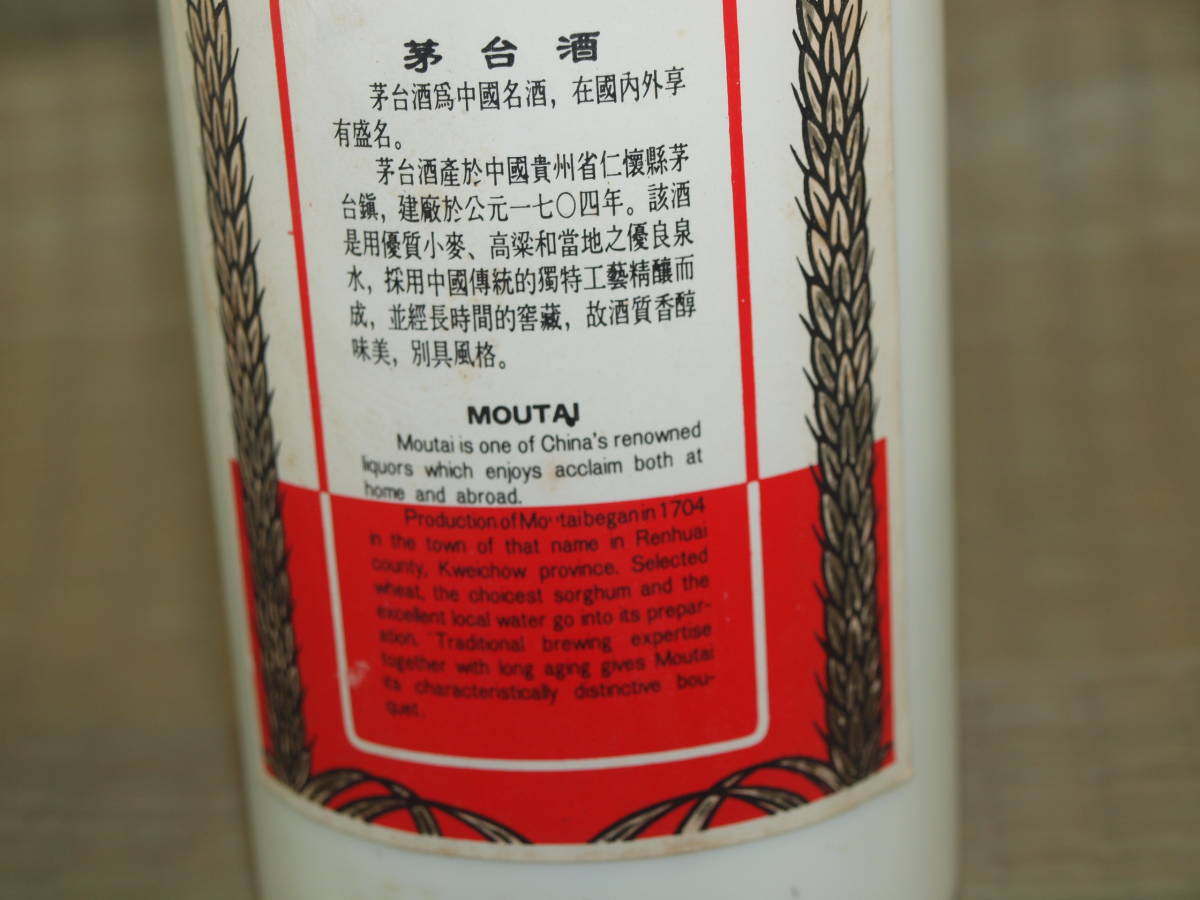 茅台酒
茅台酒爲中國名酒，在國內外享
有盛名。
茅台酒產於中國貴州省仁懷縣茅
台鎭，建廠於公元一七〇四年。該酒
是用優質小麥、高粱和當地之優良泉
水，採用中國傳統的獨特工藝精釀而
成，並經長時間的窖藏，故酒質香醇
味美，別具風格。
MOUTAI
Moutai is one of China's renowned
liquors which enjoys acclaim both at
home and abroad.
Production of Moutai began in 1704
in the town of that name in Renhuai
county, Kweichow province. Selected
wheat, the choicest sorghum and the
excellent local water go into its prepar-
ation. Traditional brewing expertise
together with long aging gives Moutai
its characteristically distinctive bou-
quet.